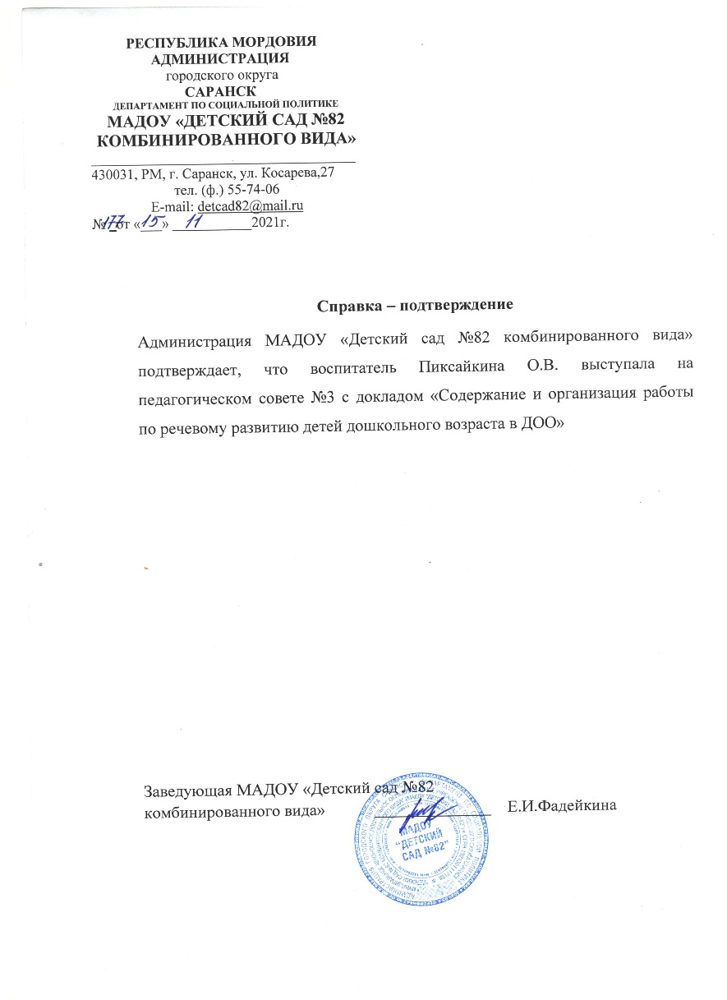 РЕСПУБЛИКА МОРДОВИЯ
АДМИНИСТРАЦИЯ
городского округа
САРАНСК
ДЕПАРТАМЕНТ ПО СОЦИАЛЬНОЙ ПОЛИТИКЕ
МАДОУ «ДЕТСКИЙ САД №82
КОМБИНИРОВАННОГО ВИДА»
430031, РМ, г. Саранск, ул. Косарева,27
тел. (ф.) 55-74-06
E-mail: detcad82@mail.ru
№177 от «15» 11 2021г.
Справка – подтверждение
Администрация МАДОУ «Детский сад №82 комбинированного вида»
подтверждает, что воспитатель Пиксайкина О.В. выступала на
педагогическом совете №3 с докладом «Содержание и организация работы
по речевому развитию детей дошкольного возраста в ДОО»
Заведующая МАДОУ «Детский сад №82
комбинированного вида» Е.И.Фадейкина
МАДОУ
"ДЕТСКИЙ
САД №82"